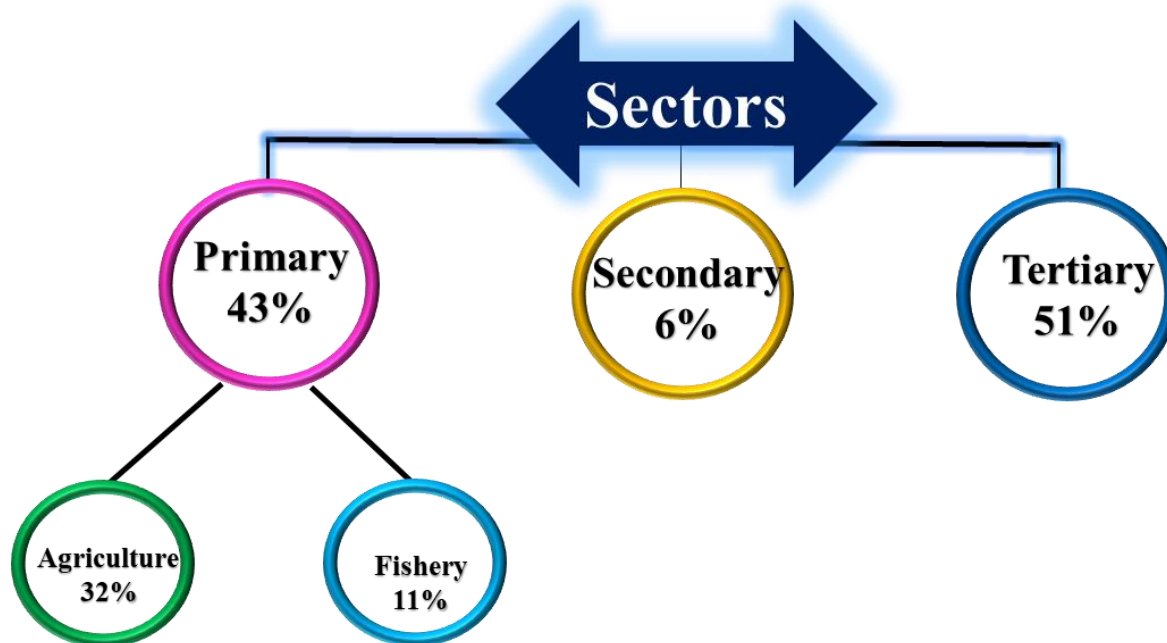 Sectors
Primary
43%
Secondary
6%
Tertiary
51%
Agriculture
32%
Fishery
11%